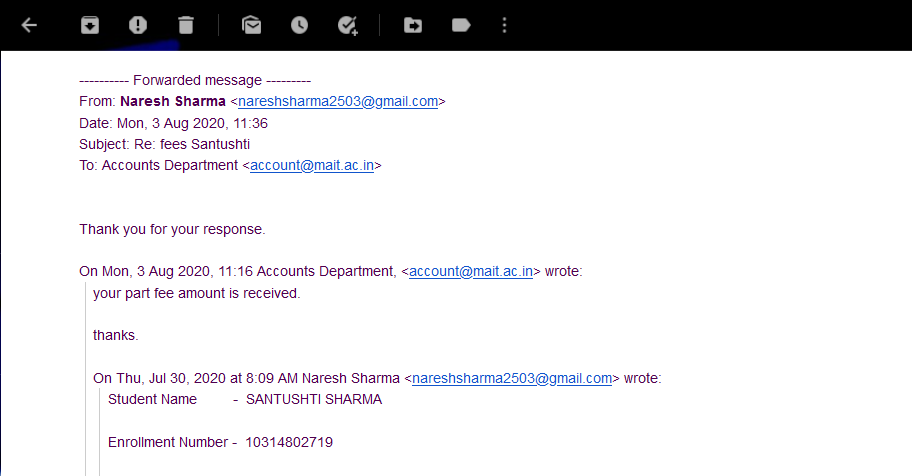 ---------- Forwarded message ---------
From: Naresh Sharma <nareshsharma2503@gmail.com>
Date: Mon, 3 Aug 2020, 11:36
Subject: Re: fees Santushti
To: Accounts Department <account@mait.ac.in>
Thank you for your response.
On Mon, 3 Aug 2020, 11:16 Accounts Department, <account@mait.ac.in> wrote:
your part fee amount is received.
thanks.
On Thu, Jul 30, 2020 at 8:09 AM Naresh Sharma <nareshsharma2503@gmail.com> wrote:
Student Name - SANTUSHTI SHARMA
Enrollment Number - 10314802719